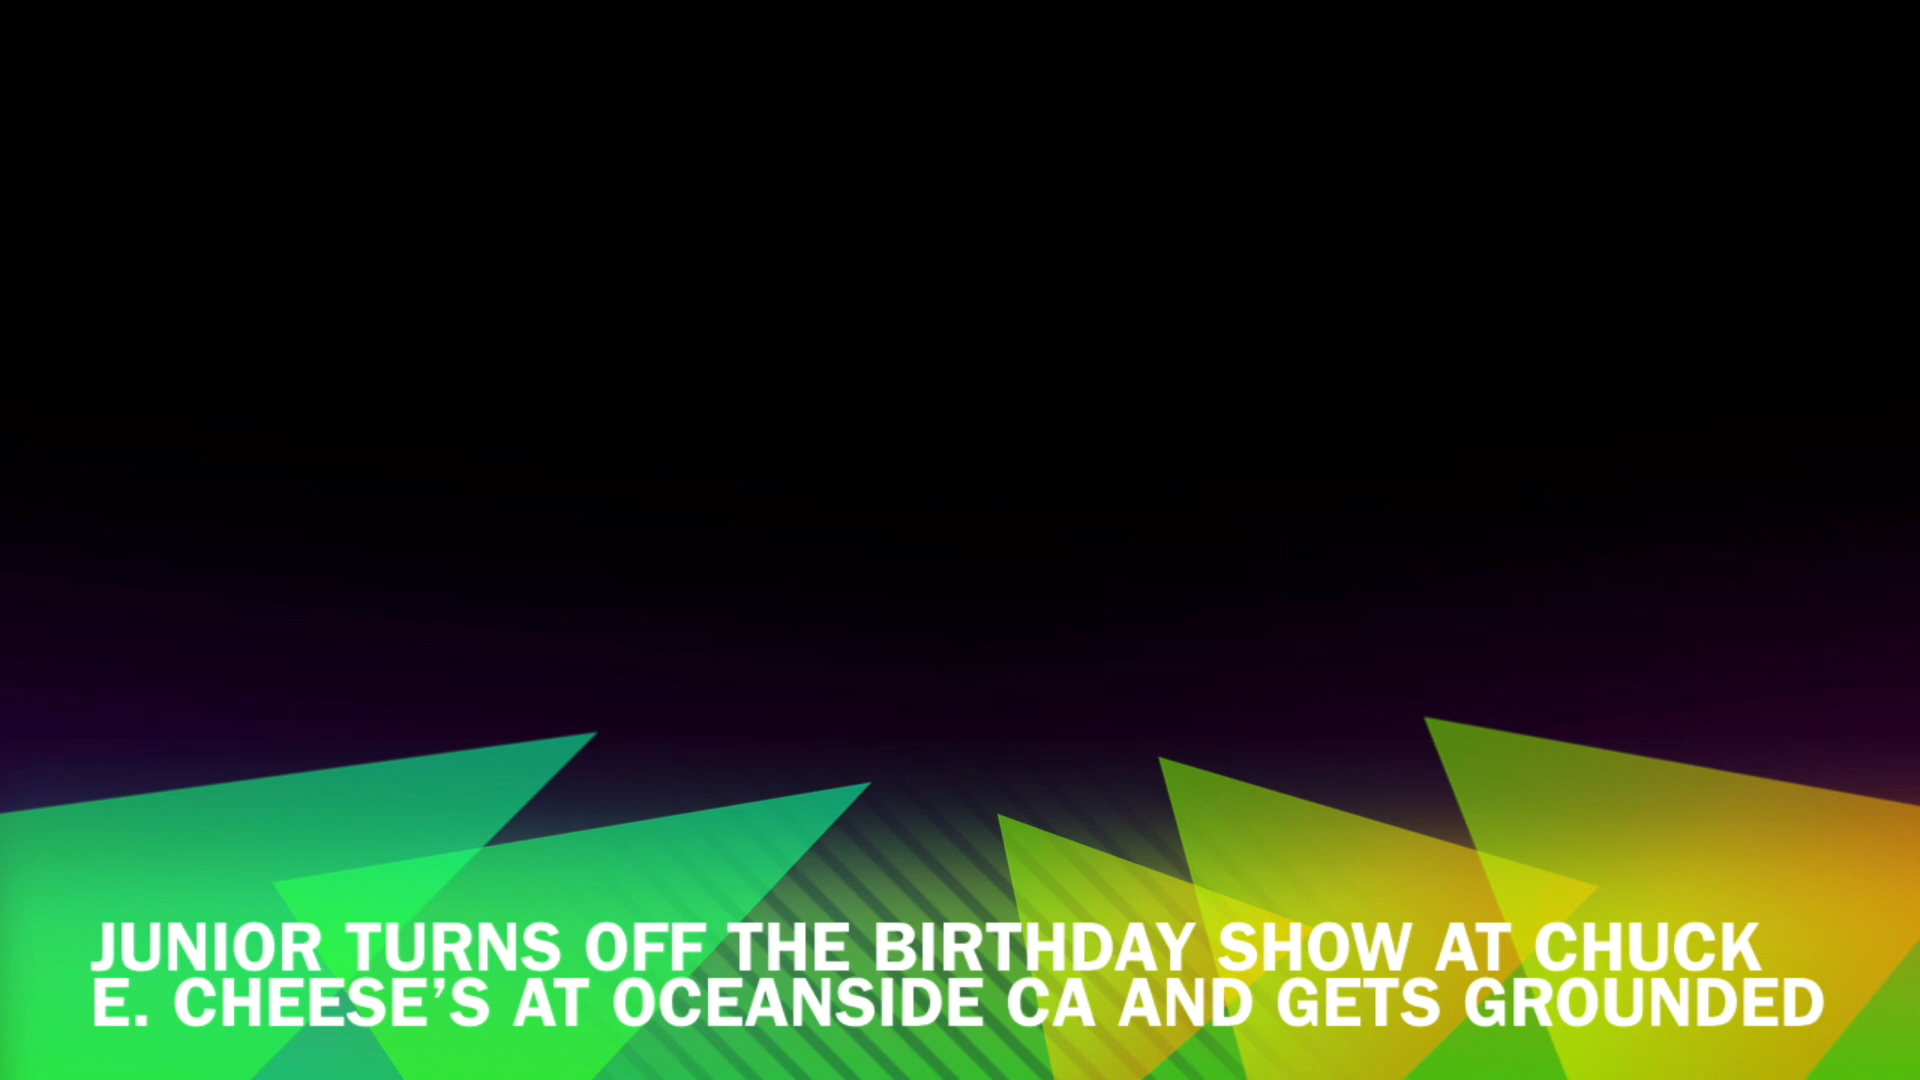 JUNIOR TURNS OFF THE BIRTHDAY SHOW AT CHUCK
E. CHEESE’S AT OCEANSIDE CA AND GETS GROUNDED